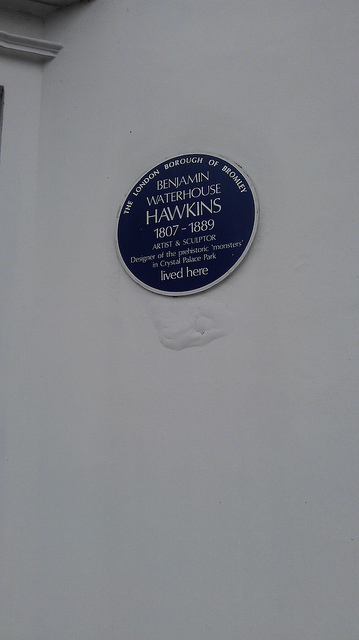 THE LONDON BOROUGH OF BROMLEY
BENJAMIN
WATERHOUSE
HAWKINS
1807 - 1889
ARTIST & SCULPTOR
Designer of the prehistoric 'monsters'
in Crystal Palace Park
lived here